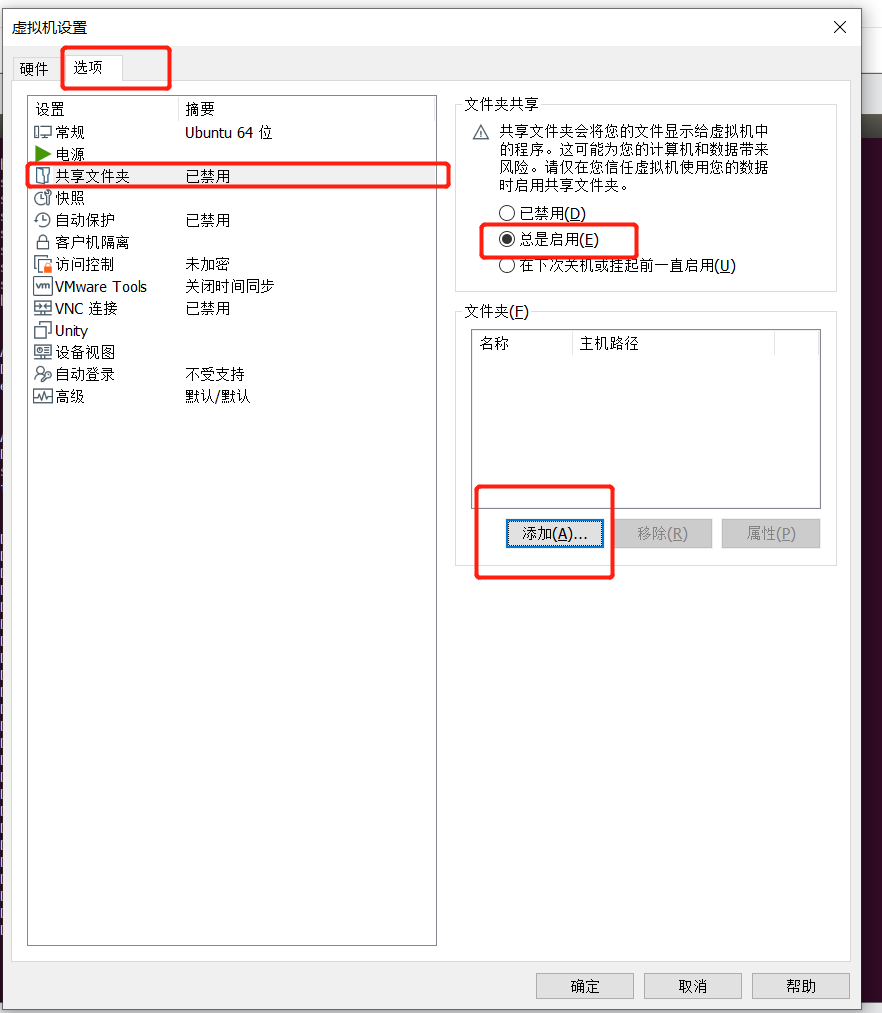 虚拟机设置
硬件 选项
设置 摘要
常规 Ubuntu 64 位
电源
共享文件夹 已禁用
快照
自动保护 已禁用
客户机隔离
访问控制 未加密
VMware Tools 关闭时间同步
VNC 连接 已禁用
Unity
设备视图
自动登录 不受支持
高级 默认/默认
文件夹共享
共享文件夹会将您的文件显示给虚拟机中
的程序。这可能为您的计算机和数据带来
风险。请仅在您信任虚拟机使用您的数据
时启用共享文件夹。
已禁用(D)
总是启用(E)
在下次关机或挂起前一直启用(U)
文件夹(F)
名称 主机路径
添加(A)... 移除(R) 属性(P)
确定 取消 帮助